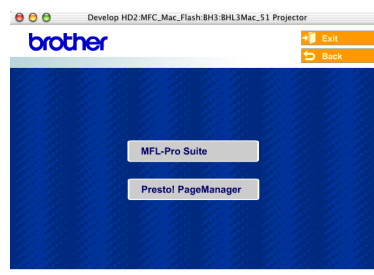 Develop HD2:MFC_Mac_Flash:BH3:BHL3Mac_51 Projector
brother
Exit
Back
MFL-Pro Suite
Presto! PageManager